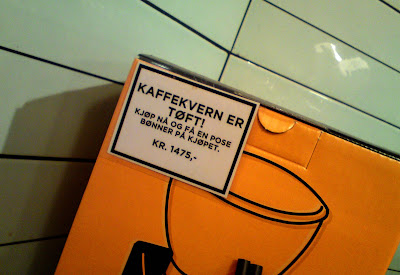 KAFFEKVERN ER
TØFT!
KJØP NÅ OG FÅ EN POSE
BØNNER PÅ KJØPET.
KR. 1475,-